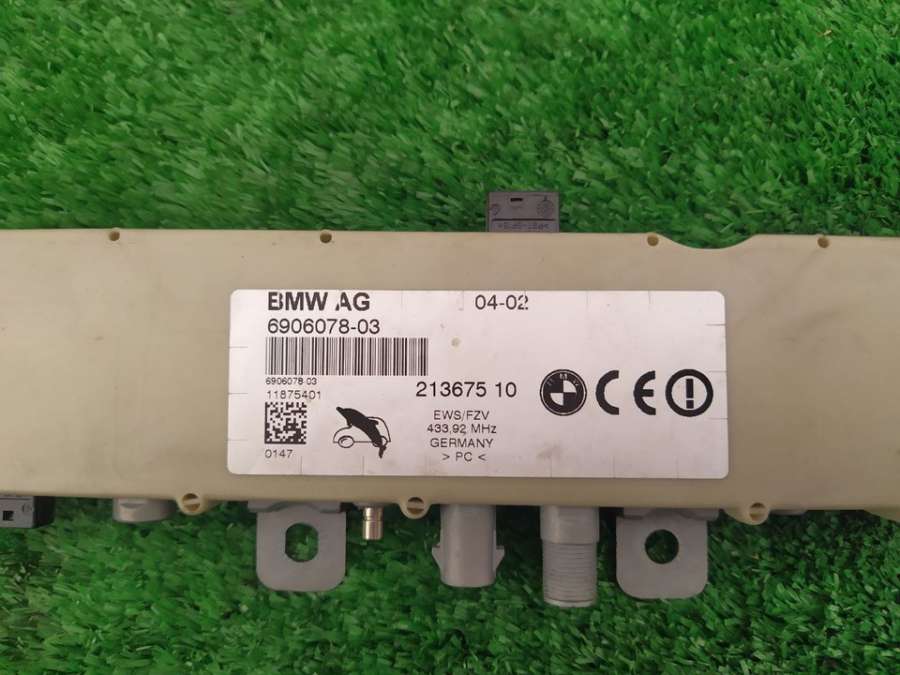 BMW AG 04-02
6906078-03
6906078-03
11875401
213675 10
EWS/FZV
433,92 MHz
GERMANY
> PC <
0147